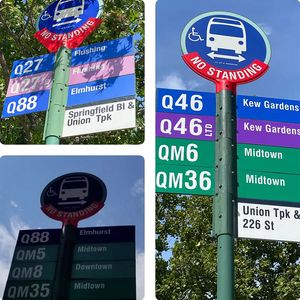 NO STANDING
Q27 Flushing
Q27 Flushing
Q88 Elmhurst
Springfield Bl &
Union Tpk
NO STANDING
Q88 Elmhurst
QM5 Midtown
QM8 Downtown
QM35 Midtown
NO STANDING
Q46 Kew Gardens
Q46 LTD Kew Gardens
QM6 Midtown
QM36 Midtown
Union Tpk &
226 St